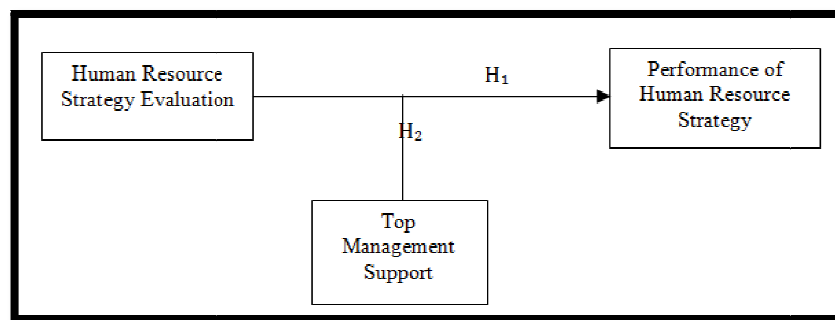 Human Resource
Strategy Evaluation
H₁
Performance of
Human Resource
Strategy
H₂
Top
Management
Support